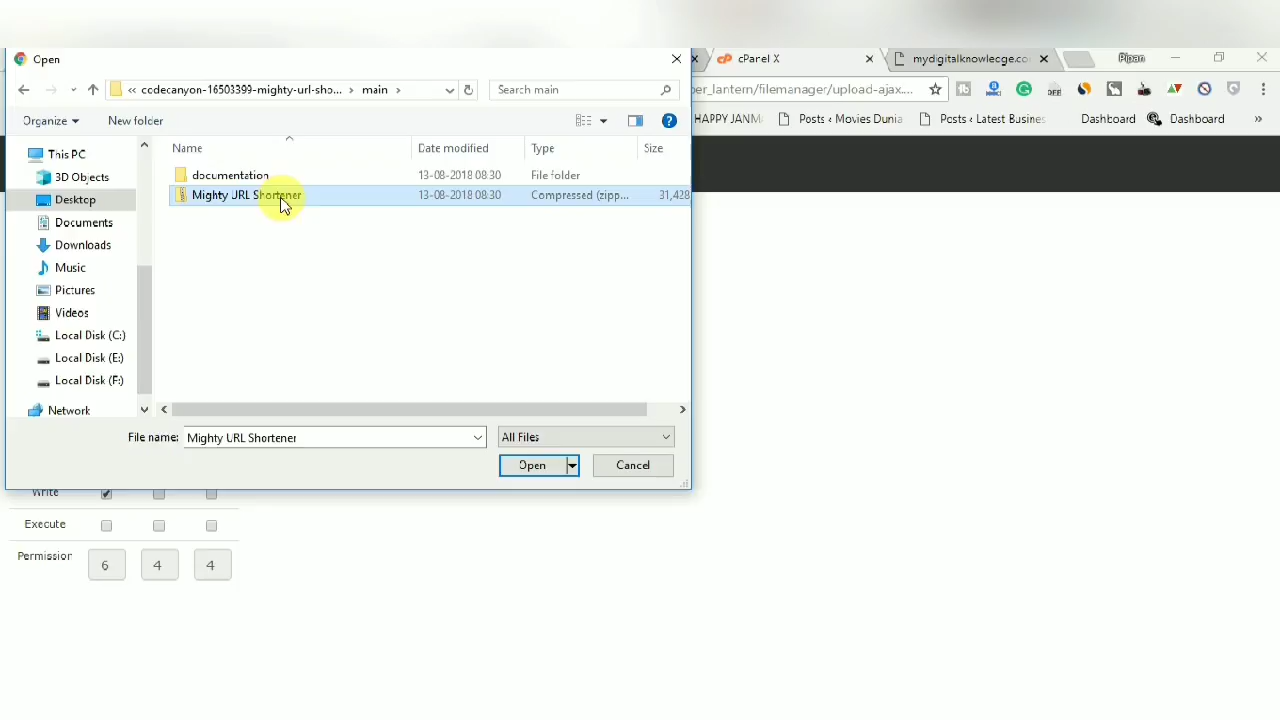 Open
cPanel X
mydigitalknowlecge.co
Pipan
<< ccdecanyon-16503399-mighty-url-sho... > main >
Search main
per_lantern/filemanager/upload-ajax....
Organize
New folder
HAPPY JANM
Posts ‹ Movies Dunia
Posts ‹ Latest Busines
Dashboard
Dashboard
»
Name
Date modified
Type
Size
This PC
3D Objects
Desktop
Documents
Downloads
Music
Pictures
Videos
Local Disk (C:)
Local Disk (E:)
Local Disk (F:)
Network
documentation
13-08-2018 08:30
File folder
Mighty URL Shortener
13-08-2018 08:30
Compressed (zipp...
31,428
File name:
Mighty URL Shortener
All Files
Open
Cancel
Write
Execute
Permission
6
4
4